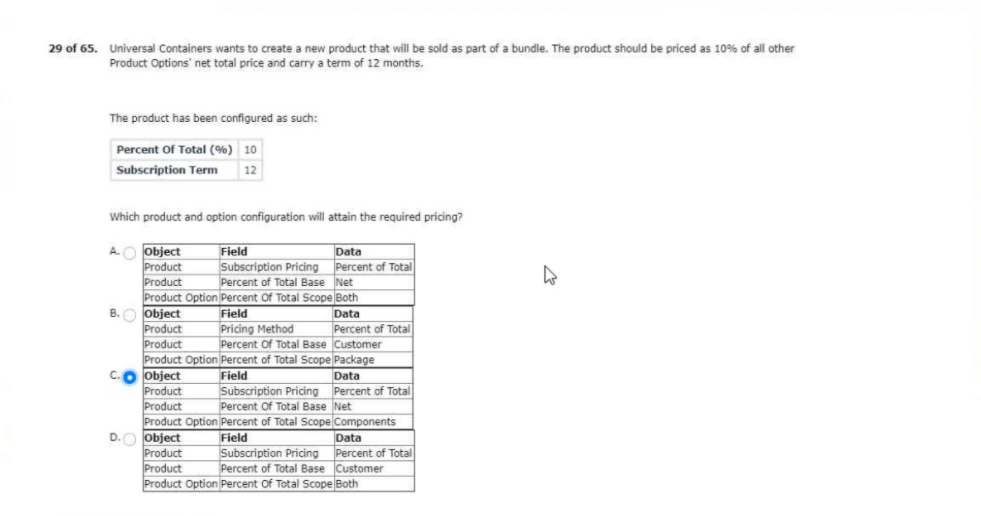 29 of 65. Universal Containers wants to create a new product that will be sold as part of a bundle. The product should be priced as 10% of all other
Product Options' net total price and carry a term of 12 months.
The product has been configured as such:
Percent Of Total (%) 10
Subscription Term 12
Which product and option configuration will attain the required pricing?
A. Object Field Data
Product Subscription Pricing Percent of Total
Product Percent of Total Base Net
Product Option Percent Of Total Scope Both
B. Object Field Data
Product Pricing Method Percent of Total
Product Percent Of Total Base Customer
Product Option Percent of Total Scope Package
C. Object Field Data
Product Subscription Pricing Percent of Total
Product Percent Of Total Base Net
Product Option Percent of Total Scope Components
D. Object Field Data
Product Subscription Pricing Percent of Total
Product Percent of Total Base Customer
Product Option Percent Of Total Scope Both